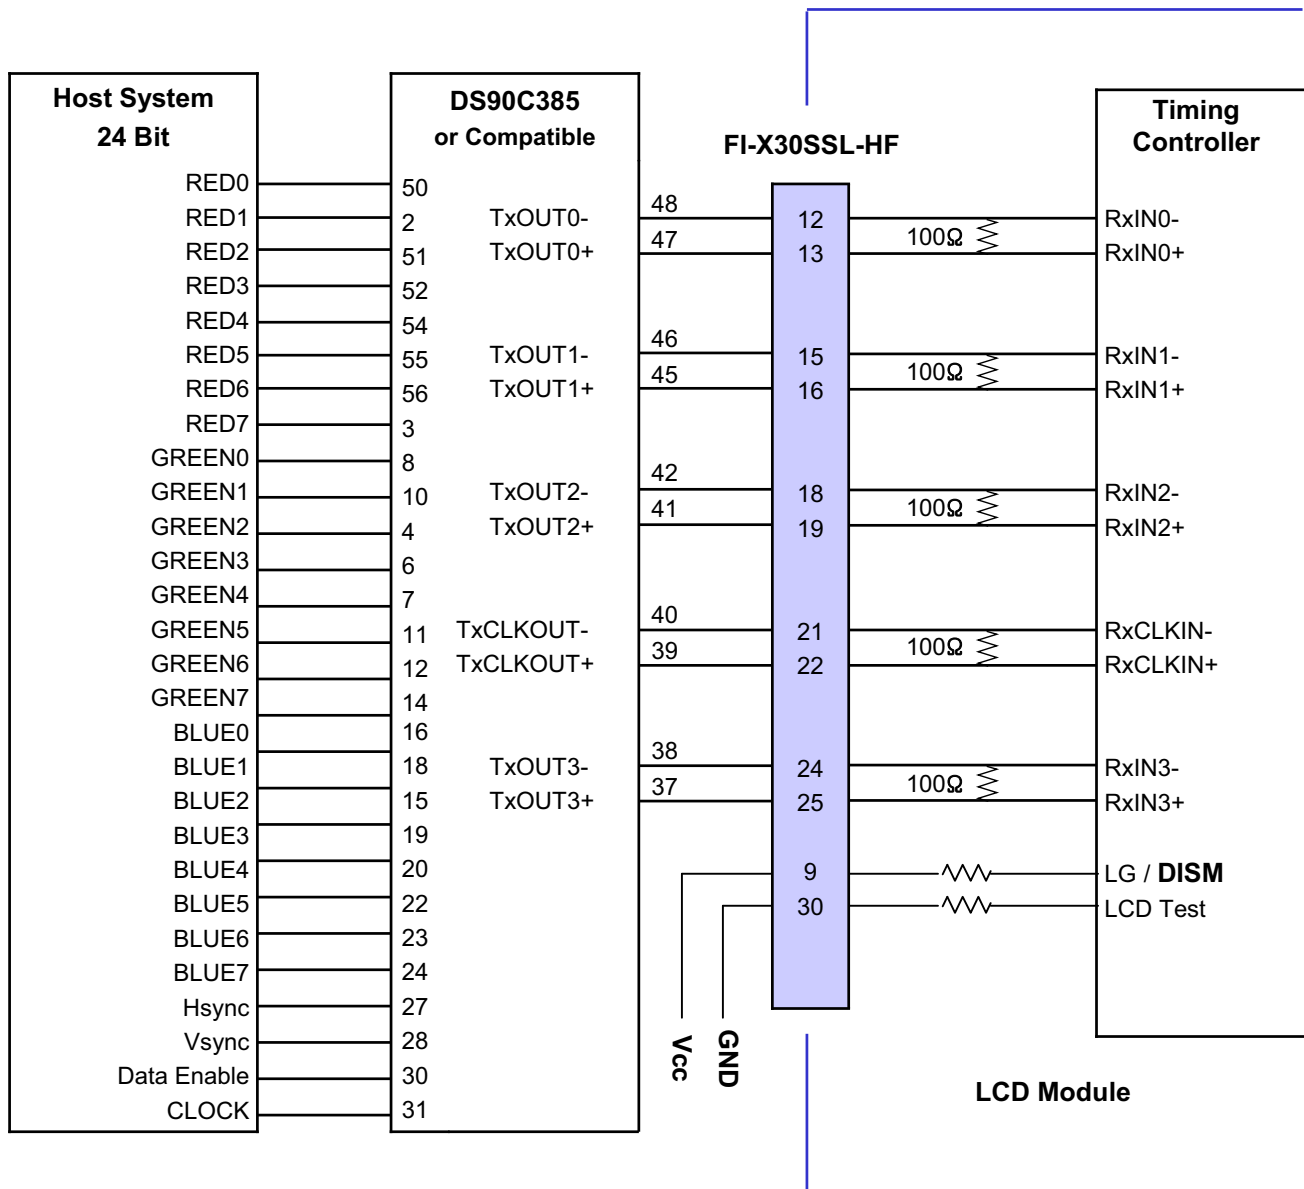 Host System
24 Bit
RED0
RED1
RED2
RED3
RED4
RED5
RED6
RED7
GREEN0
GREEN1
GREEN2
GREEN3
GREEN4
GREEN5
GREEN6
GREEN7
BLUE0
BLUE1
BLUE2
BLUE3
BLUE4
BLUE5
BLUE6
BLUE7
Hsync
Vsync
Data Enable
CLOCK
DS90C385
or Compatible
50
2
51
52
54
55
56
3
8
10
4
6
7
11
12
14
16
18
15
19
20
22
23
24
27
28
30
31
TxOUT0-
TxOUT0+
TxOUT1-
TxOUT1+
TxOUT2-
TxOUT2+
TxCLKOUT-
TxCLKOUT+
TxOUT3-
TxOUT3+
48
47
46
45
42
41
40
39
38
37
Vcc
GND
FI-X30SSL-HF
12
13
15
16
18
19
21
22
24
25
9
30
100Ω
100Ω
100Ω
100Ω
100Ω
Timing
Controller
RxIN0-
RxIN0+
RxIN1-
RxIN1+
RxIN2-
RxIN2+
RxCLKIN-
RxCLKIN+
RxIN3-
RxIN3+
LG / DISM
LCD Test
LCD Module